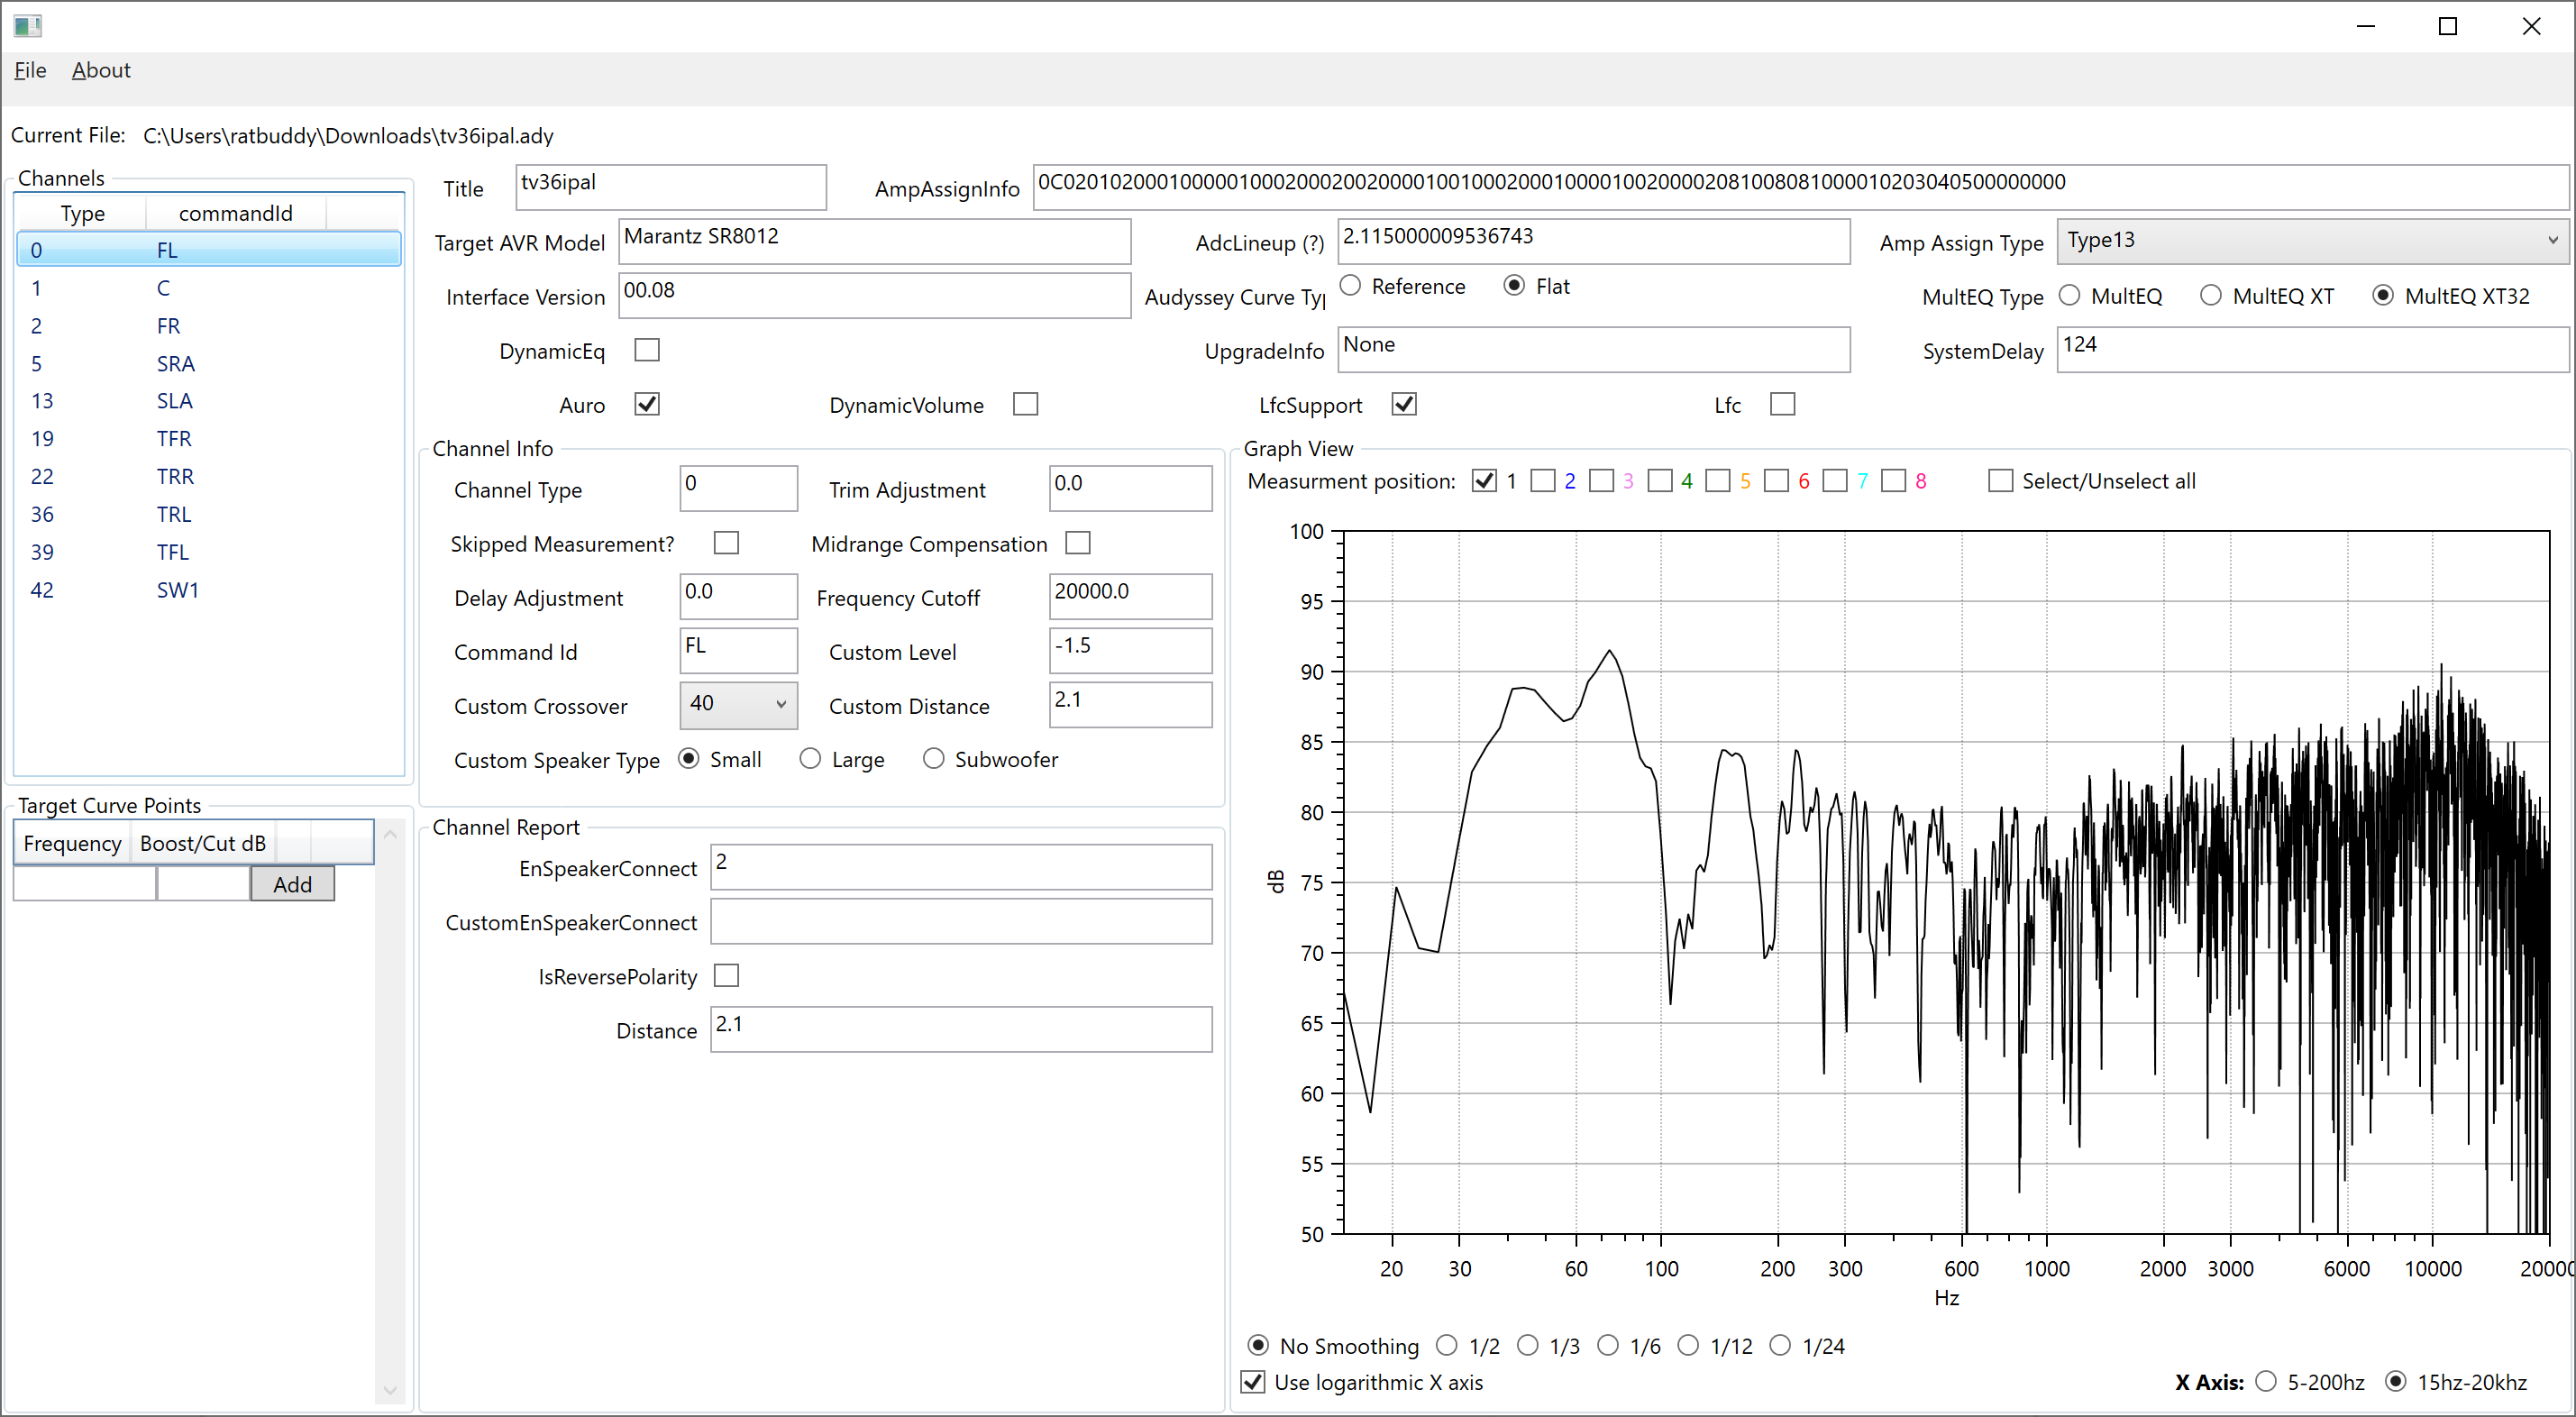 File About
Current File: C:\Users\ratbuddy\Downloads\tv36ipal.ady
Channels
Type commandId
0 FL
1 C
2 FR
5 SRA
13 SLA
19 TFR
22 TRR
36 TRL
39 TFL
42 SW1
Target Curve Points
Frequency Boost/Cut dB
Add
Title tv36ipal AmpAssignInfo 0C02010200010000010002000200200001001000200010000100200002081008081000010203040500000000
Target AVR Model Marantz SR8012 AdcLineup (?) 2.115000009536743 Amp Assign Type Type13
Interface Version 00.08 Audyssey Curve Typ Reference Flat MultEQ Type MultEQ MultEQ XT MultEQ XT32
DynamicEq UpgradeInfo None SystemDelay 124
Auro DynamicVolume LfcSupport Lfc
Channel Info
Channel Type 0 Trim Adjustment 0.0
Skipped Measurement? Midrange Compensation
Delay Adjustment 0.0 Frequency Cutoff 20000.0
Command Id FL Custom Level -1.5
Custom Crossover 40 Custom Distance 2.1
Custom Speaker Type Small Large Subwoofer
Channel Report
EnSpeakerConnect 2
CustomEnSpeakerConnect
IsReversePolarity
Distance 2.1
Graph View
Measurment position: 1 2 3 4 5 6 7 8 Select/Unselect all
100
95
90
85
80
75
70
65
60
55
50
dB
20 30 60 100 200 300 600 1000 2000 3000 6000 10000 20000
Hz
No Smoothing 1/2 1/3 1/6 1/12 1/24
Use logarithmic X axis X Axis: 5-200hz 15hz-20khz